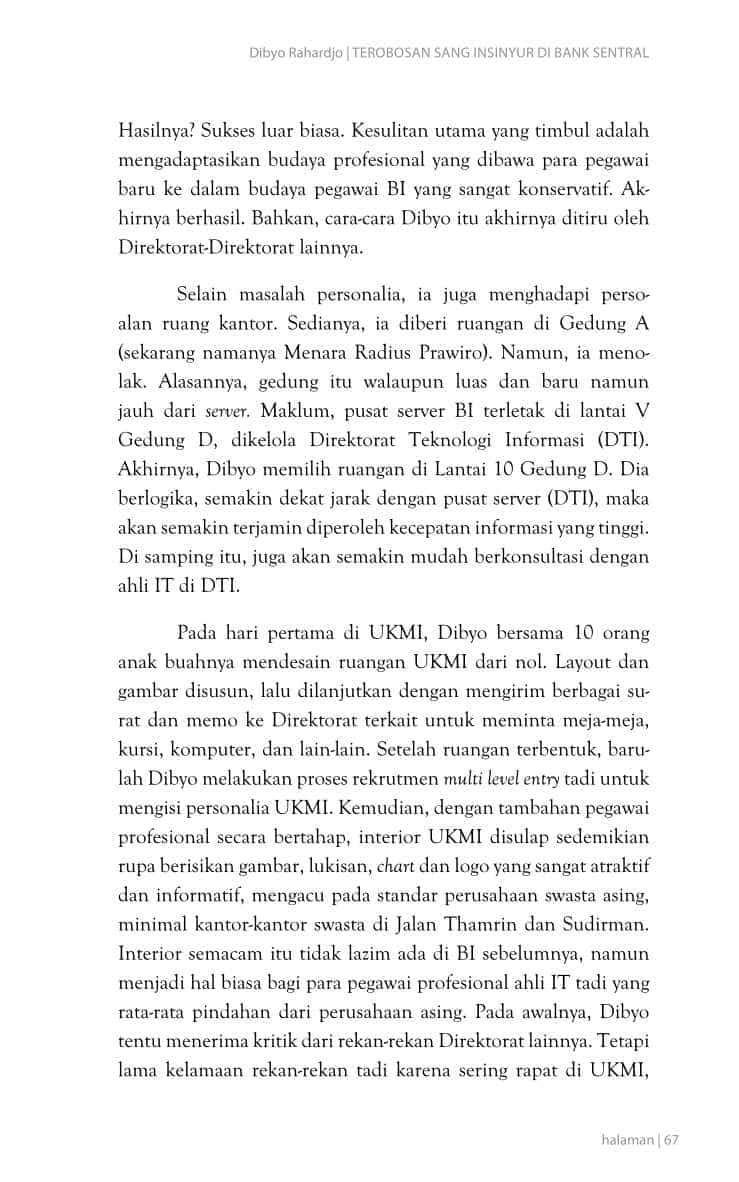 Dibyo Rahardjo | TEROBOSAN SANG INSINYUR DI BANK SENTRAL
Hasilnya? Sukses luar biasa. Kesulitan utama yang timbul adalah
mengadaptasikan budaya profesional yang dibawa para pegawai
baru ke dalam budaya pegawai BI yang sangat konservatif. Ak-
hirnya berhasil. Bahkan, cara-cara Dibyo itu akhirnya ditiru oleh
Direktorat-Direktorat lainnya.
Selain masalah personalia, ia juga menghadapi perso-
alan ruang kantor. Sedianya, ia diberi ruangan di Gedung A
(sekarang namanya Menara Radius Prawiro). Namun, ia meno-
lak. Alasannya, gedung itu walaupun luas dan baru namun
jauh dari server. Maklum, pusat server BI terletak di lantai V
Gedung D, dikelola Direktorat Teknologi Informasi (DTI).
Akhirnya, Dibyo memilih ruangan di Lantai 10 Gedung D. Dia
berlogika, semakin dekat jarak dengan pusat server (DTI), maka
akan semakin terjamin diperoleh kecepatan informasi yang tinggi.
Di samping itu, juga akan semakin mudah berkonsultasi dengan
ahli IT di DTI.
Pada hari pertama di UKMI, Dibyo bersama 10 orang
anak buahnya mendesain ruangan UKMI dari nol. Layout dan
gambar disusun, lalu dilanjutkan dengan mengirim berbagai su-
rat dan memo ke Direktorat terkait untuk meminta meja-meja,
kursi, komputer, dan lain-lain. Setelah ruangan terbentuk, baru-
lah Dibyo melakukan proses rekrutmen multi level entry tadi untuk
mengisi personalia UKMI. Kemudian, dengan tambahan pegawai
profesional secara bertahap, interior UKMI disulap sedemikian
rupa berisikan gambar, lukisan, chart dan logo yang sangat atraktif
dan informatif, mengacu pada standar perusahaan swasta asing,
minimal kantor-kantor swasta di Jalan Thamrin dan Sudirman.
Interior semacam itu tidak lazim ada di BI sebelumnya, namun
menjadi hal biasa bagi para pegawai profesional ahli IT tadi yang
rata-rata pindahan dari perusahaan asing. Pada awalnya, Dibyo
tentu menerima kritik dari rekan-rekan Direktorat lainnya. Tetapi
lama kelamaan rekan-rekan tadi karena sering rapat di UKMI,
halaman | 67